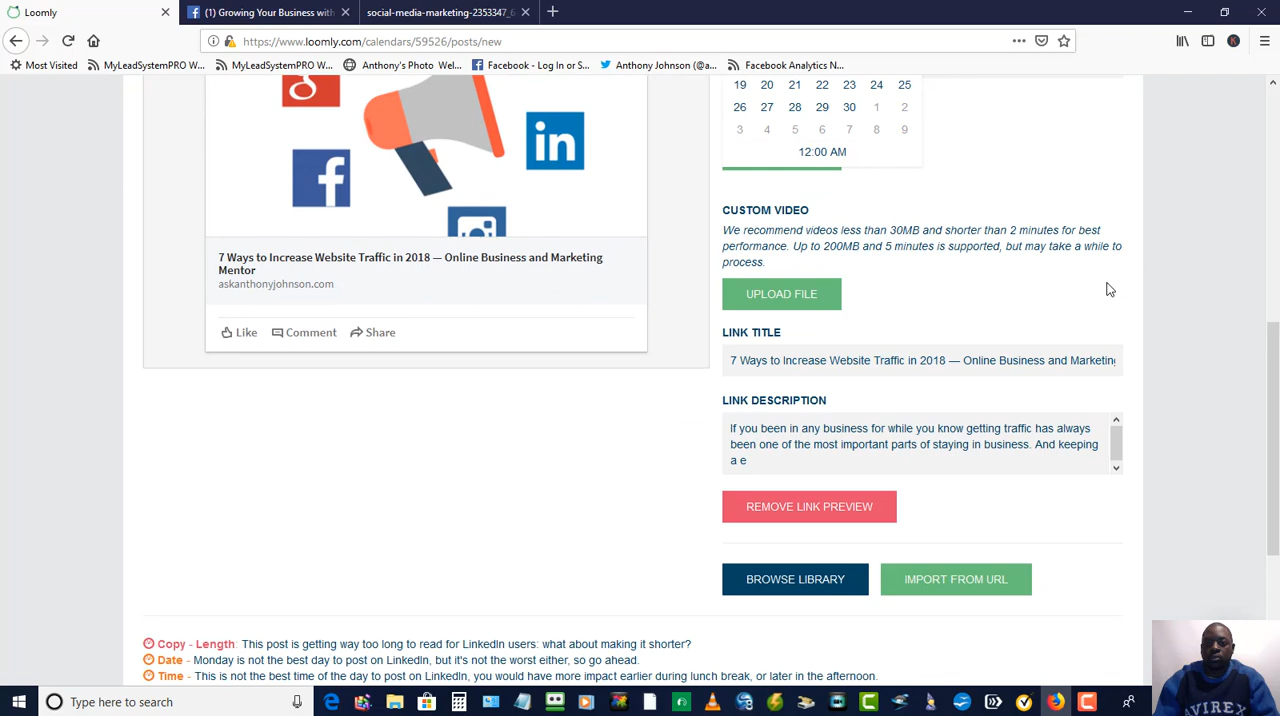 Loomly
(1) Growing Your Business with
social-media-marketing-2353347_6
https://www.loomly.com/calendars/59526/posts/new
Most Visited
MyLeadSystemPRO W...
MyLeadSystemPRO W...
Anthony's Photo Wel...
Facebook - Log In or S...
Anthony Johnson (@a...
Facebook Analytics N...
in
f
7 Ways to Increase Website Traffic in 2018 — Online Business and Marketing
Mentor
askanthonyjohnson.com
Like Comment Share
19 20 21 22 23 24 25
26 27 28 29 30 1 2
3 4 5 6 7 8 9
12:00 AM
CUSTOM VIDEO
We recommend videos less than 30MB and shorter than 2 minutes for best
performance. Up to 200MB and 5 minutes is supported, but may take a while to
process.
UPLOAD FILE
LINK TITLE
7 Ways to Increase Website Traffic in 2018 — Online Business and Marketing
LINK DESCRIPTION
If you been in any business for while you know getting traffic has always
been one of the most important parts of staying in business. And keeping
a e
REMOVE LINK PREVIEW
BROWSE LIBRARY IMPORT FROM URL
Copy - Length: This post is getting way too long to read for LinkedIn users: what about making it shorter?
Date - Monday is not the best day to post on LinkedIn, but it's not the worst either, so go ahead.
Time - This is not the best time of the day to post on LinkedIn, you would have more impact earlier during lunch break, or later in the afternoon.
AVIREX
Type here to search